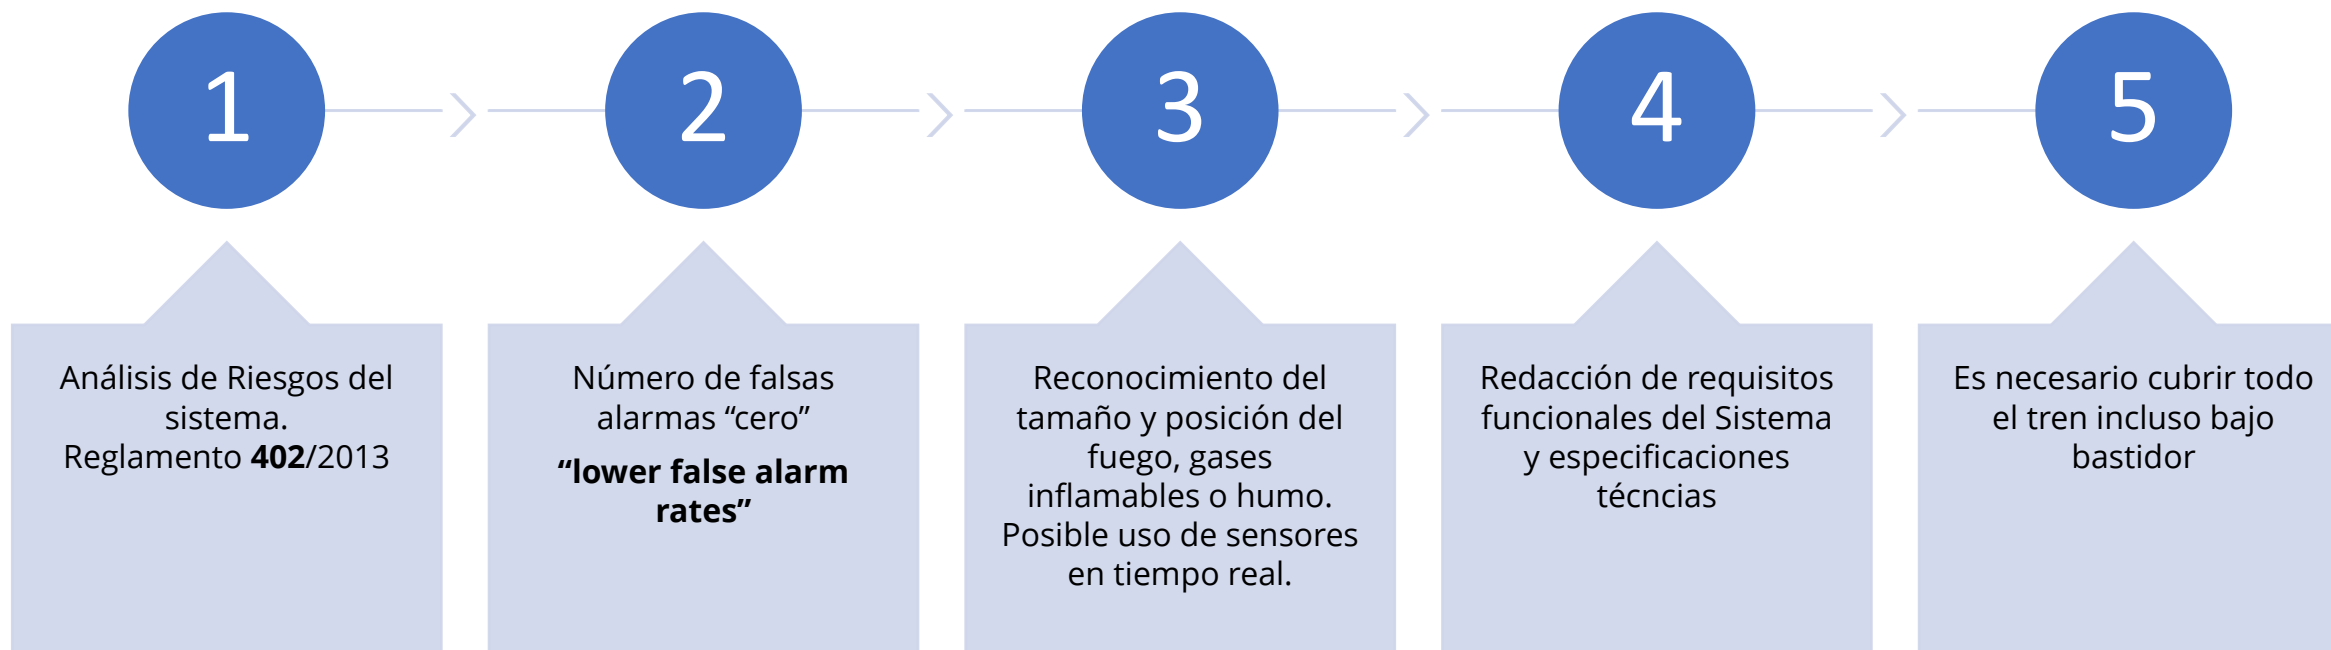 1
2
3
4
5
Análisis de Riesgos del
sistema.
Reglamento 402/2013
Número de falsas
alarmas “cero”
“lower false alarm
rates”
Reconocimiento del
tamaño y posición del
fuego, gases
inflamables o humo.
Posible uso de sensores
en tiempo real.
Redacción de requisitos
funcionales del Sistema
y especificaciones
técncias
Es necesario cubrir todo
el tren incluso bajo
bastidor